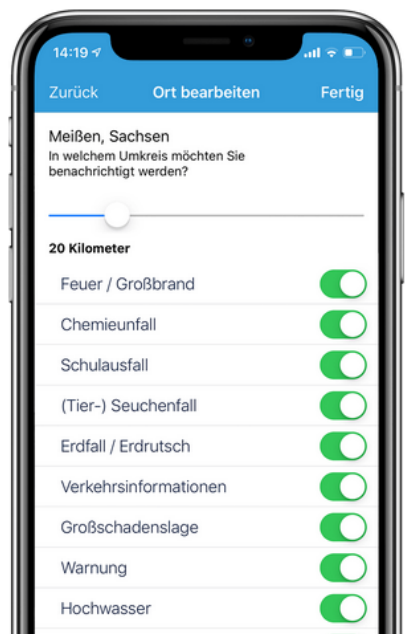 14:19
Zurück Ort bearbeiten Fertig
Meißen, Sachsen
In welchem Umkreis möchten Sie
benachrichtigt werden?
20 Kilometer
Feuer / Großbrand
Chemieunfall
Schulausfall
(Tier-) Seuchenfall
Erdfall / Erdrutsch
Verkehrsinformationen
Großschadenslage
Warnung
Hochwasser